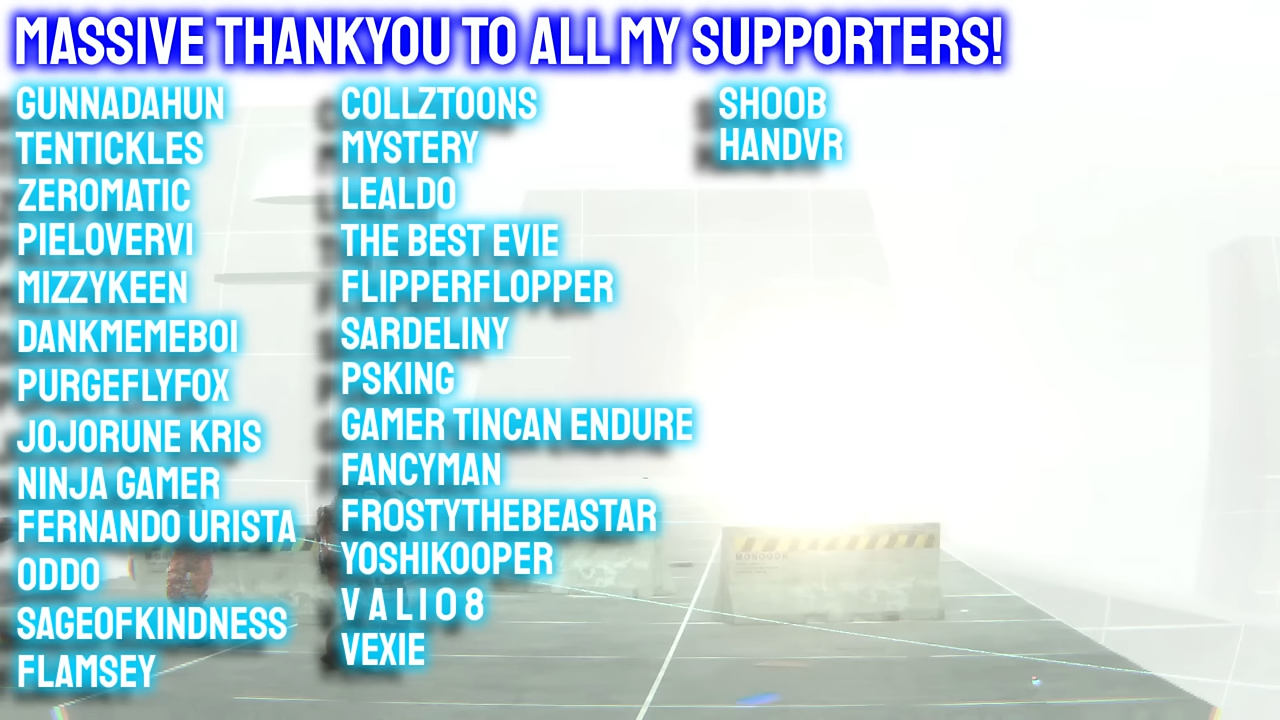 MASSIVE THANKYOU TO ALL MY SUPPORTERS!
GUNNADAHUN
TENTICKLES
ZEROMATIC
PIELOVERVI
MIZZYKEEN
DANKMEMEBOI
PURGEFLYFOX
JOJORUNE KRIS
NINJA GAMER
FERNANDO URISTA
ODDO
SAGEOFKINDNESS
FLAMSEY
COLLZTOONS
MYSTERY
LEALDO
THE BEST EVIE
FLIPPERFLOPPER
SARDELINY
PSKING
GAMER TINCAN ENDURE
FANCYMAN
FROSTYTHEBEASTAR
YOSHIKOOPER
V A L I O 8
VEXIE
SHOOB
HANDVR